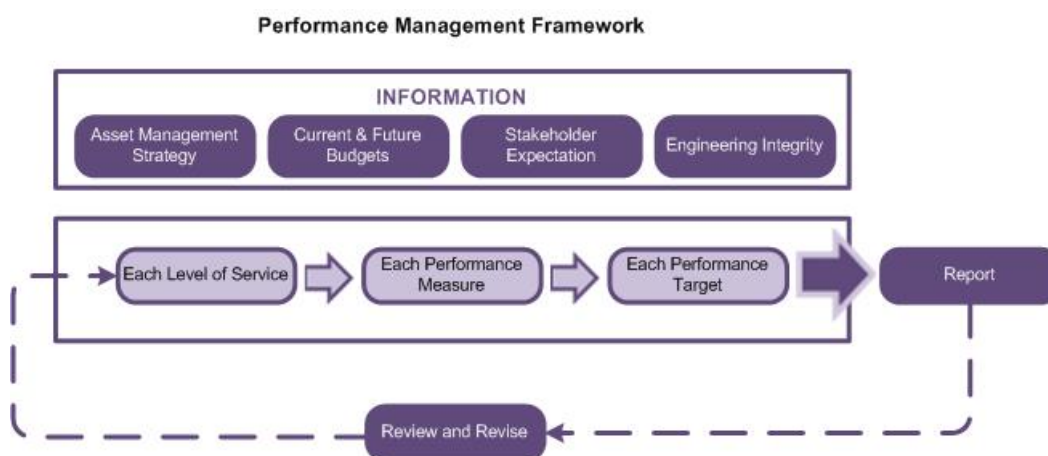 Performance Management Framework
INFORMATION
Asset Management
Strategy
Current & Future
Budgets
Stakeholder
Expectation
Engineering Integrity
Each Level of Service
Each Performance
Measure
Each Performance
Target
Report
Review and Revise